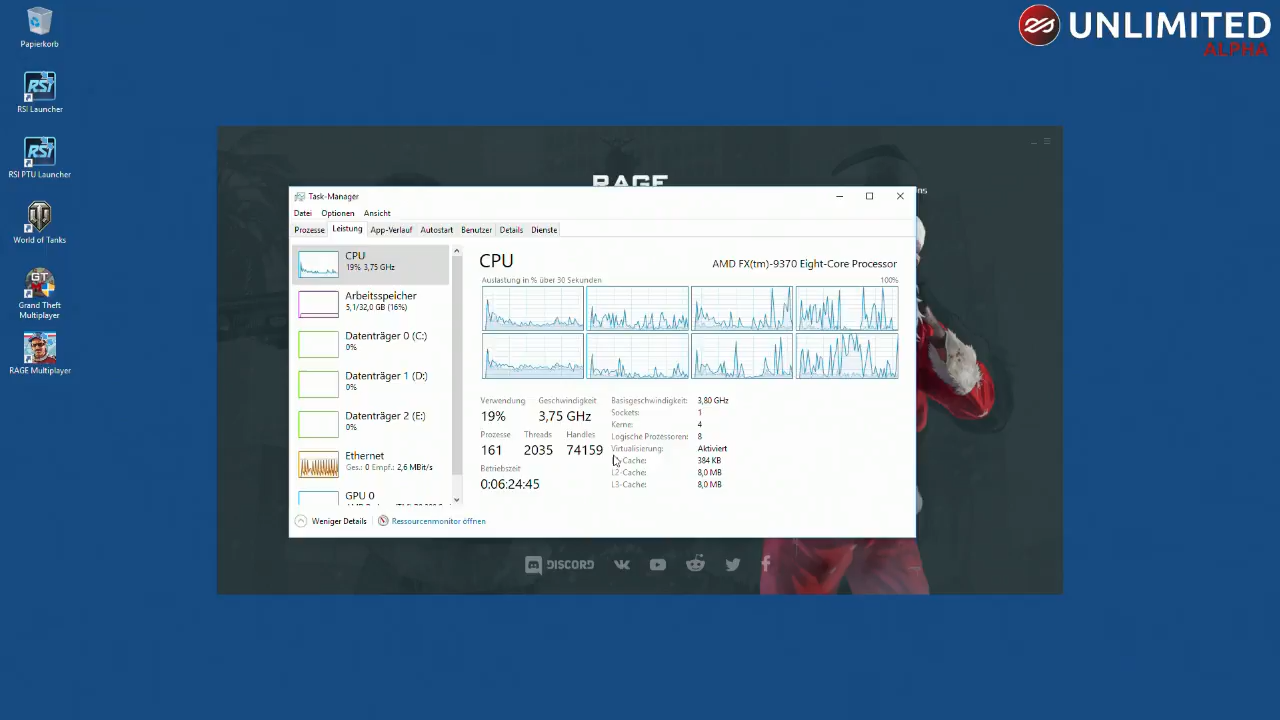 UNLIMITED
ALPHA
Papierkorb
RSI
RSI Launcher
RSI
RSI PTU Launcher
World of Tanks
GT
Grand Theft
Multiplayer
RAGE Multiplayer
RAGE
Task-Manager
Datei Optionen Ansicht
Prozesse Leistung App-Verlauf Autostart Benutzer Details Dienste
CPU
19% 3,75 GHz
Arbeitsspeicher
5,1/32,0 GB (16%)
Datenträger 0 (C:)
0%
Datenträger 1 (D:)
0%
Datenträger 2 (E:)
0%
Ethernet
Ges.: 0 Empf.: 2,6 MBit/s
GPU 0
CPU
AMD FX(tm)-9370 Eight-Core Processor
Auslastung in % über 30 Sekunden
100%
Verwendung Geschwindigkeit
19% 3,75 GHz
Prozesse Threads Handles
161 2035 74159
Betriebszeit
0:06:24:45
Basisgeschwindigkeit: 3,80 GHz
Sockets: 1
Kerne: 4
Logische Prozessoren: 8
Virtualisierung: Aktiviert
Cache: 384 KB
L2-Cache: 8,0 MB
L3-Cache: 8,0 MB
Weniger Details
Ressourcenmonitor öffnen
DISCORD